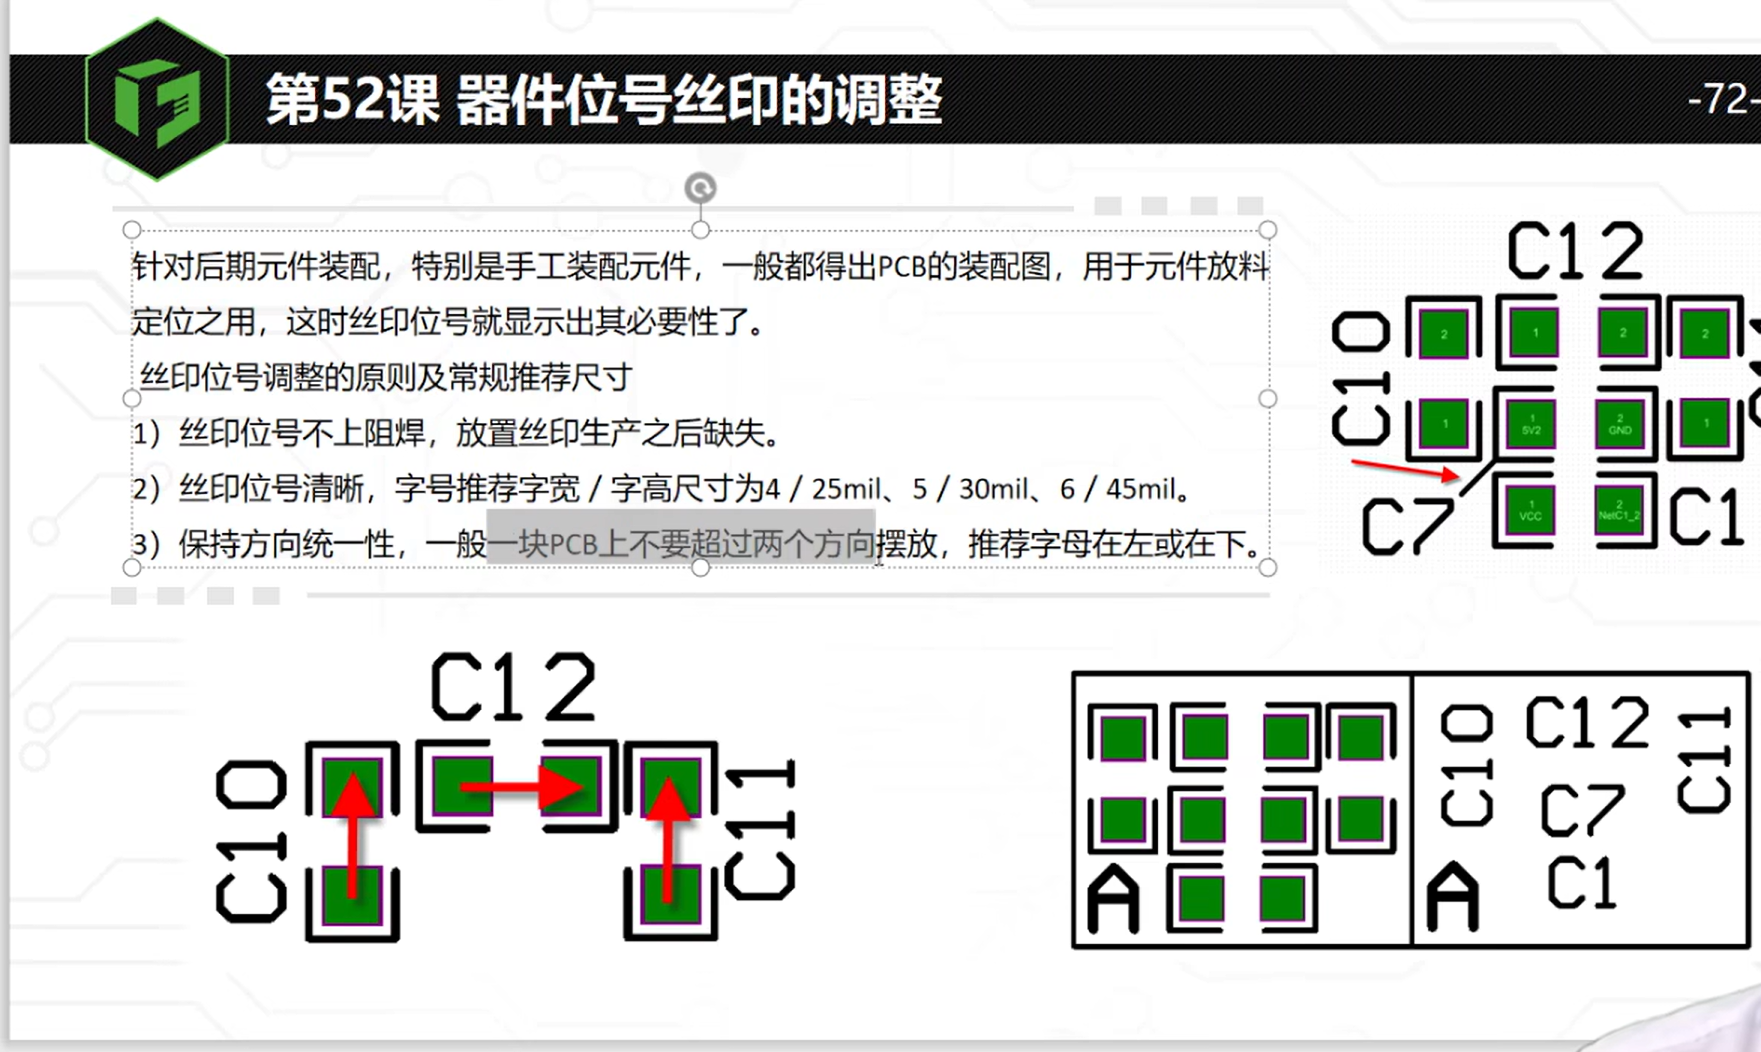 第52课 器件位号丝印的调整
-72-
针对后期元件装配，特别是手工装配元件，一般都得出PCB的装配图，用于元件放料
定位之用，这时丝印位号就显示出其必要性了。
丝印位号调整的原则及常规推荐尺寸
1）丝印位号不上阻焊，放置丝印生产之后缺失。
2）丝印位号清晰，字号推荐字宽 / 字高尺寸为4 / 25mil、5 / 30mil、6 / 45mil。
3）保持方向统一性，一般一块PCB上不要超过两个方向摆放，推荐字母在左或在下。
C12
C10
2
1
2
2
1
1
5V2
2
GND
1
C7
1
VCC
2
NetC1_2
C1
C12
C10
C11
A
C10
C12
C11
C7
A
C1